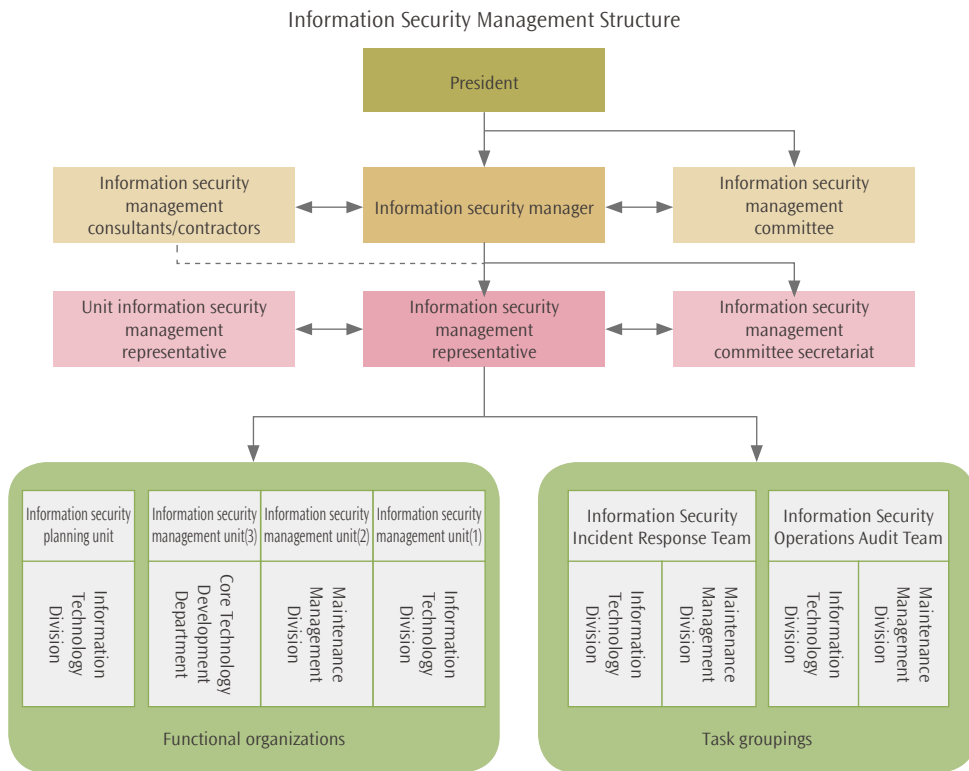 Information Security Management Structure
President
Information security
management
consultants/contractors
Information security manager
Information security
management
committee
Unit information security
management
representative
Information security
management
representative
Information security
management
committee secretariat
Information security
planning unit
Information security
management unit(3)
Information security
management unit(2)
Information security
management unit(1)
Information
Technology
Division
Core Technology
Development
Department
Maintenance
Management
Division
Information
Technology
Division
Functional organizations
Information Security
Incident Response Team
Information Security
Operations Audit Team
Information
Technology
Division
Maintenance
Management
Division
Information
Technology
Division
Maintenance
Management
Division
Task groupings